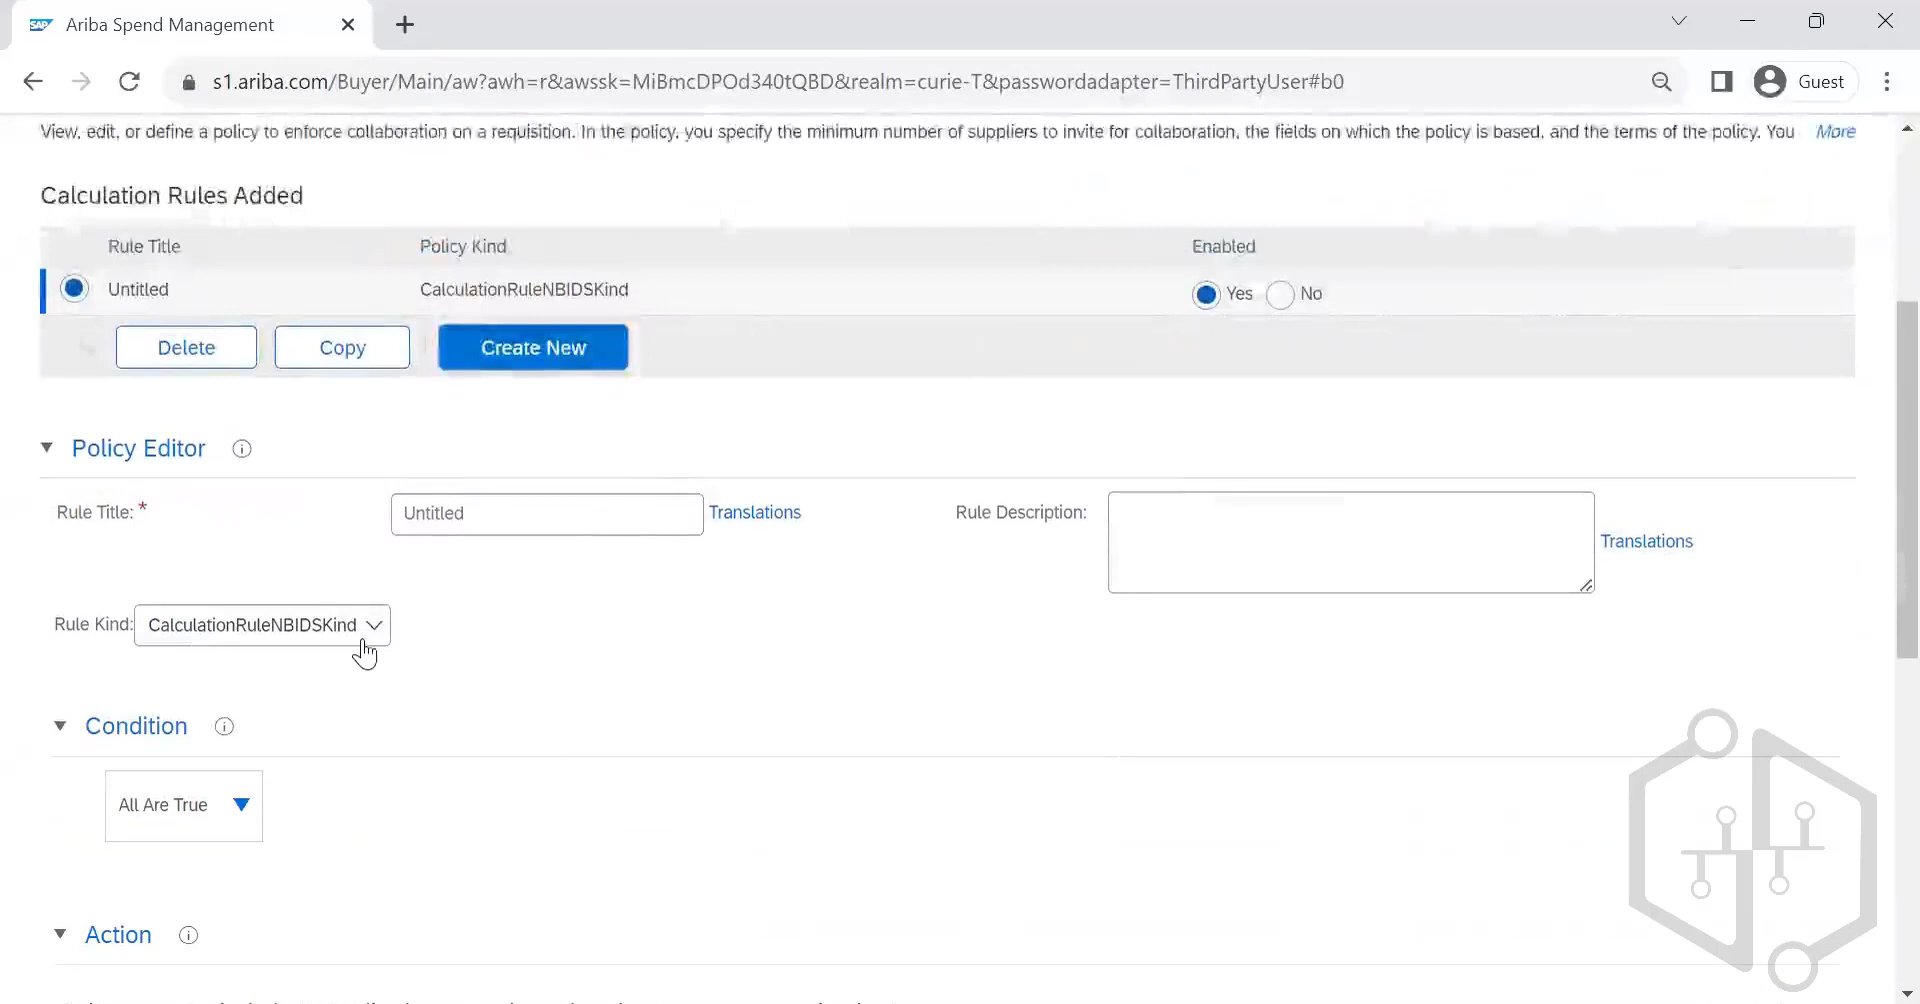 SAP Ariba Spend Management
s1.ariba.com/Buyer/Main/aw?awh=r&awssk=MiBmcDPOd340tQBD&realm=curie-T&passwordadapter=ThirdPartyUser#b0 Guest
View, edit, or define a policy to enforce collaboration on a requisition. In the policy, you specify the minimum number of suppliers to invite for collaboration, the fields on which the policy is based, and the terms of the policy. You More
Calculation Rules Added
Rule Title Policy Kind Enabled
Untitled CalculationRuleNBIDSKind Yes No
Delete Copy Create New
Policy Editor
Rule Title: * Untitled Translations Rule Description:
Translations
Rule Kind: CalculationRuleNBIDSKind
Condition
All Are True
Action